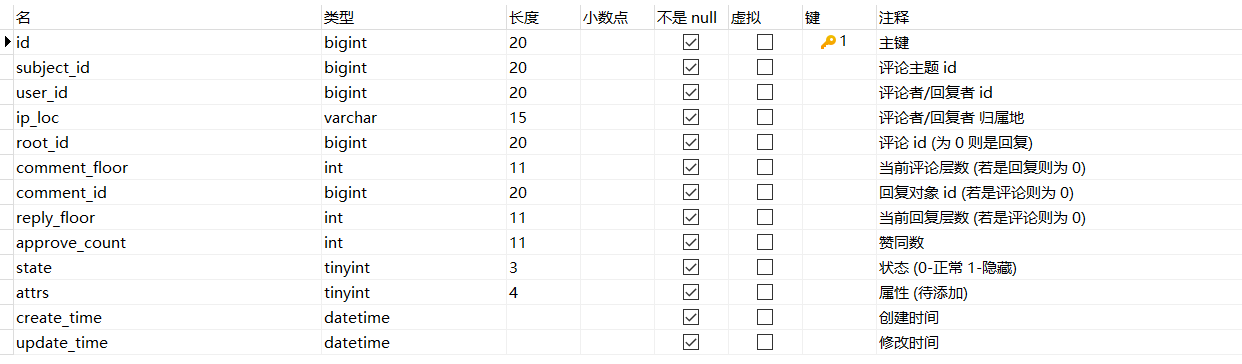 名 类型 长度 小数点 不是 null 虚拟 键 注释
id bigint 20 1 主键
subject_id bigint 20 评论主题 id
user_id bigint 20 评论者/回复者 id
ip_loc varchar 15 评论者/回复者 归属地
root_id bigint 20 评论 id (为 0 则是回复)
comment_floor int 11 当前评论层数 (若是回复则为 0)
comment_id bigint 20 回复对象 id (若是评论则为 0)
reply_floor int 11 当前回复层数 (若是评论则为 0)
approve_count int 11 赞同数
state tinyint 3 状态 (0-正常 1-隐藏)
attrs tinyint 4 属性 (待添加)
create_time datetime 创建时间
update_time datetime 修改时间